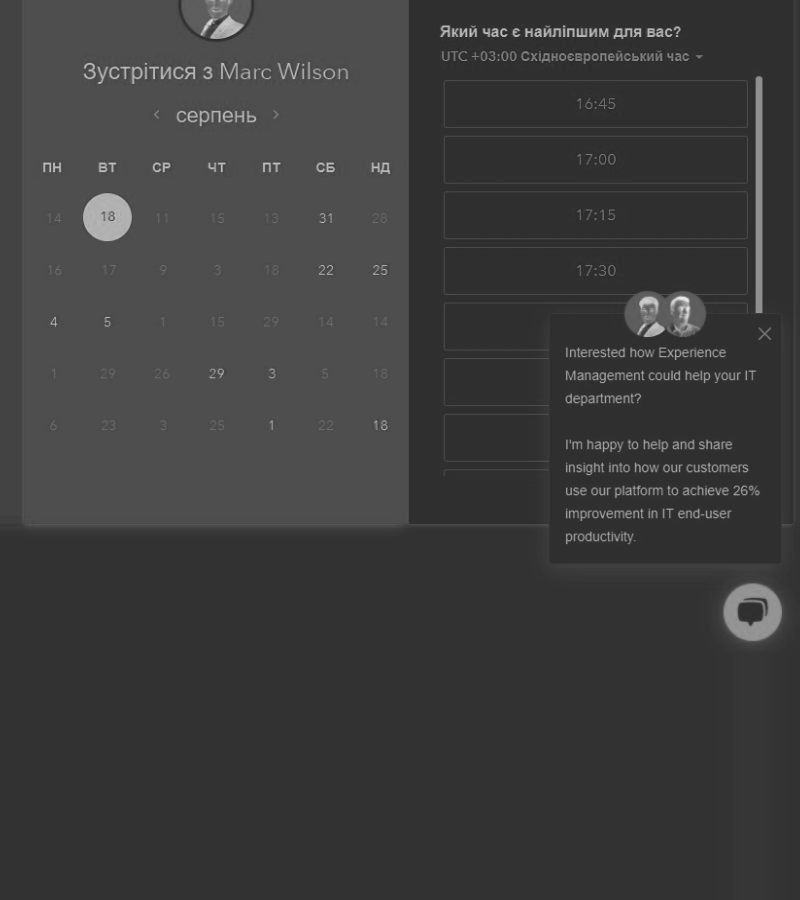 Зустрітися з Marc Wilson
серпень
ПН ВТ СР ЧТ ПТ СБ НД
14 18 11 15 13 31 28
16 17 9 3 18 22 25
4 5 1 15 29 14 14
1 29 26 29 3 5 18
6 23 3 25 1 22 18
Який час є найліпшим для вас?
UTC +03:00 Східноєвропейський час
16:45
17:00
17:15
17:30
Interested how Experience
Management could help your IT
department?
I'm happy to help and share
insight into how our customers
use our platform to achieve 26%
improvement in IT end-user
productivity.